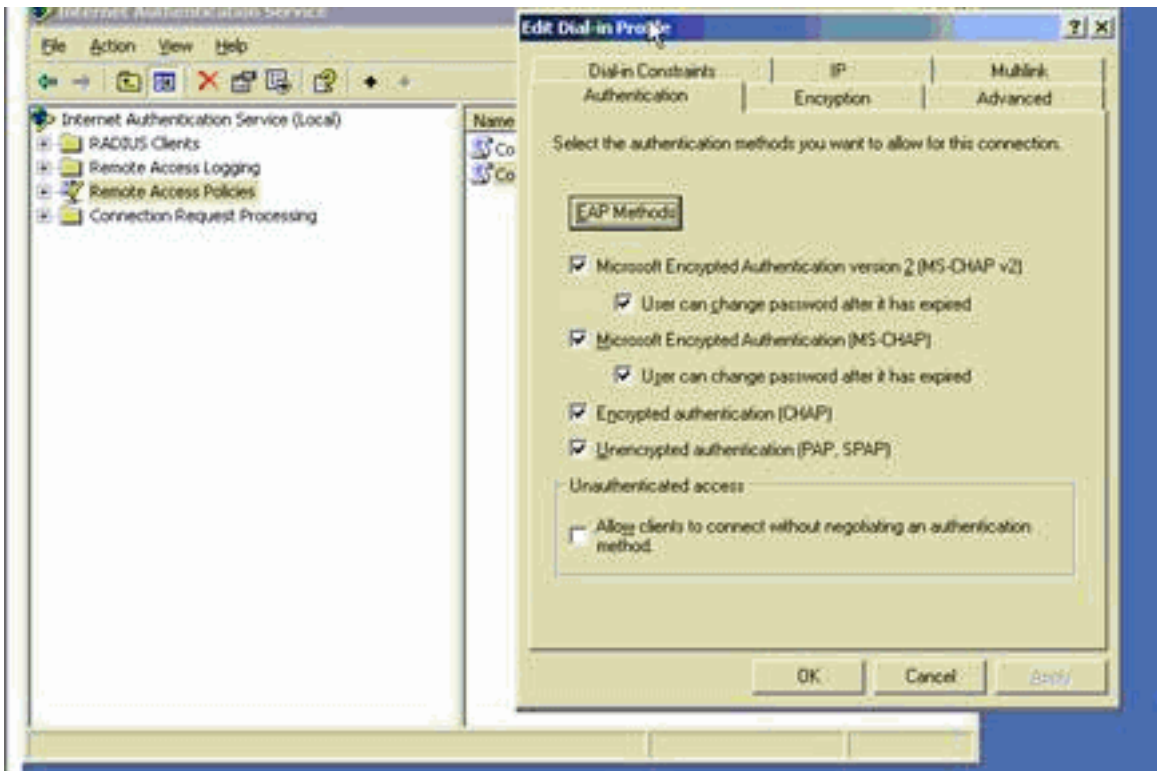 Internet Authentication Service
File Action View Help
Internet Authentication Service (Local)
RADIUS Clients
Remote Access Logging
Remote Access Policies
Connection Request Processing
Name
Co
Co
Edit Dial-in Profile
Dial-in Constraints IP Multilink
Authentication Encryption Advanced
Select the authentication methods you want to allow for this connection.
EAP Methods
Microsoft Encrypted Authentication version 2 (MS-CHAP v2)
User can change password after it has expired
Microsoft Encrypted Authentication (MS-CHAP)
User can change password after it has expired
Encrypted authentication (CHAP)
Unencrypted authentication (PAP, SPAP)
Unauthenticated access
Allow clients to connect without negotiating an authentication
method.
OK Cancel Apply